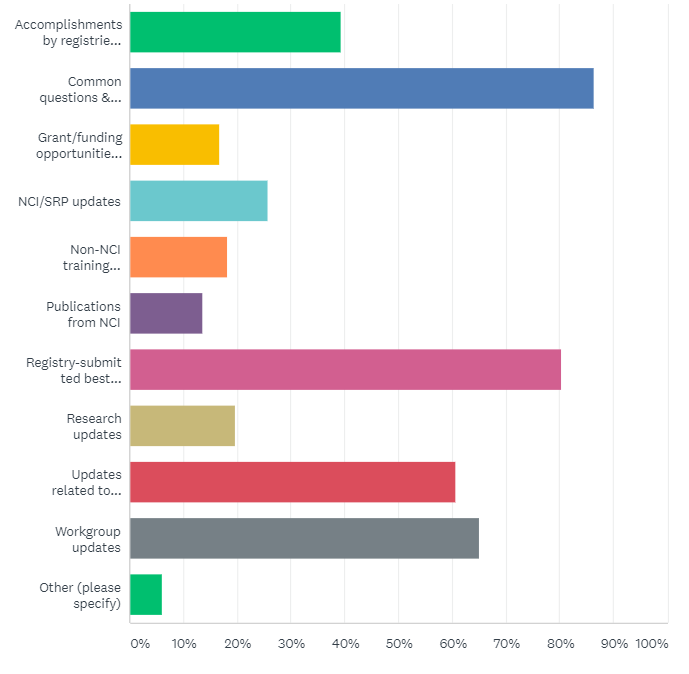 Accomplishments
by registrie...
Common
questions &...
Grant/funding
opportunitie...
NCI/SRP updates
Non-NCI
training...
Publications
from NCI
Registry-submit
ted best...
Research
updates
Updates
related to...
Workgroup
updates
Other (please
specify)
0% 10% 20% 30% 40% 50% 60% 70% 80% 90% 100%